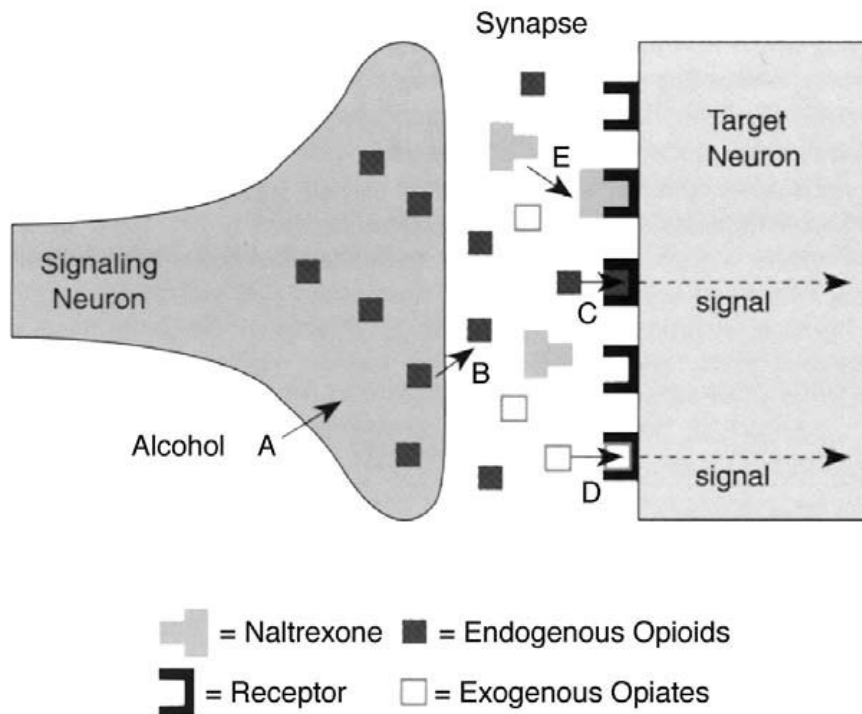 Synapse
Target
Neuron
E
Signaling
Neuron
C
signal
B
Alcohol A
D
signal
= Naltrexone
= Endogenous Opioids
= Receptor
= Exogenous Opiates